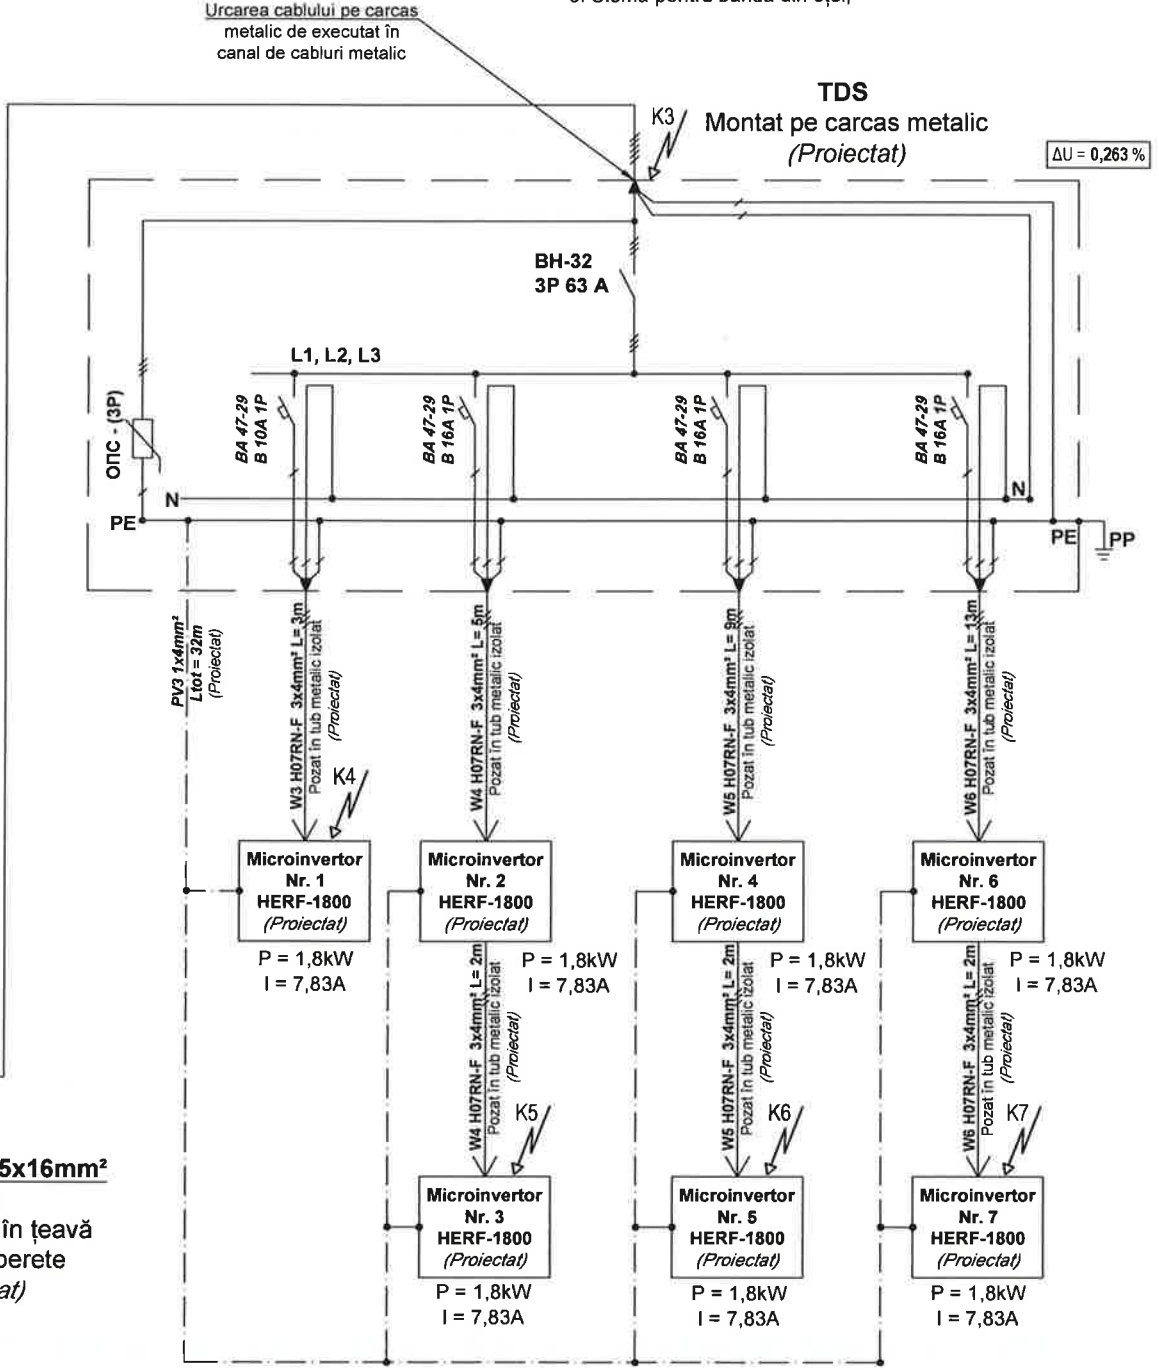 Urcarea cablului pe carcas
metalic de executat în
canal de cabluri metalic
K3
TDS
Montat pe carcas metalic
(Proiectat)
ΔU = 0,263 %
BH-32
3P 63 A
L1, L2, L3
ОПС - (3P)
BA 47-29
B 10A 1P
BA 47-29
B 16A 1P
BA 47-29
B 16A 1P
BA 47-29
B 16A 1P
N
N
PE
PE
PP
PV3 1x4mm²
Ltot = 32m
(Proiectat)
W3 H07RN-F 3x4mm² L= 3m
Pozat în tub metalic izolat
(Proiectat)
W4 H07RN-F 3x4mm² L= 5m
Pozat în tub metalic izolat
(Proiectat)
W5 H07RN-F 3x4mm² L= 9m
Pozat în tub metalic izolat
(Proiectat)
W6 H07RN-F 3x4mm² L= 13m
Pozat în tub metalic izolat
(Proiectat)
K4
Microinvertor
Nr. 1
HERF-1800
(Proiectat)
P = 1,8kW
I = 7,83A
Microinvertor
Nr. 2
HERF-1800
(Proiectat)
P = 1,8kW
I = 7,83A
Microinvertor
Nr. 4
HERF-1800
(Proiectat)
P = 1,8kW
I = 7,83A
Microinvertor
Nr. 6
HERF-1800
(Proiectat)
P = 1,8kW
I = 7,83A
W4 H07RN-F 3x4mm² L= 2m
Pozat în tub metalic izolat
(Proiectat)
W5 H07RN-F 3x4mm² L= 2m
Pozat în tub metalic izolat
(Proiectat)
W6 H07RN-F 3x4mm² L= 2m
Pozat în tub metalic izolat
(Proiectat)
K5
K6
K7
5x16mm²
în țeavă
perete
at)
Microinvertor
Nr. 3
HERF-1800
(Proiectat)
P = 1,8kW
I = 7,83A
Microinvertor
Nr. 5
HERF-1800
(Proiectat)
P = 1,8kW
I = 7,83A
Microinvertor
Nr. 7
HERF-1800
(Proiectat)
P = 1,8kW
I = 7,83A